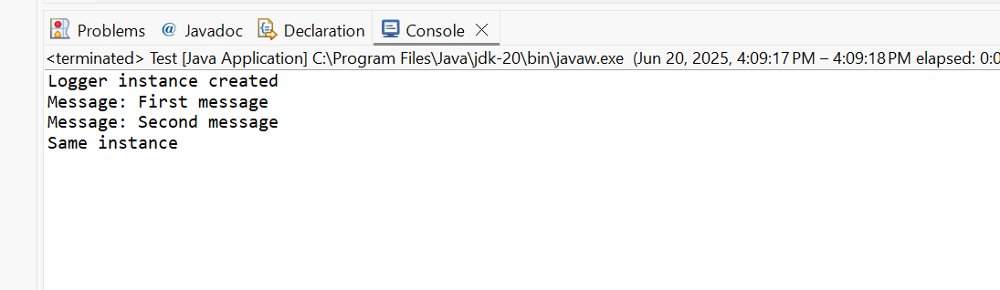 Problems @ Javadoc Declaration Console
<terminated> Test [Java Application] C:\Program Files\Java\jdk-20\bin\javaw.exe (Jun 20, 2025, 4:09:17 PM – 4:09:18 PM elapsed: 0:0
Logger instance created
Message: First message
Message: Second message
Same instance